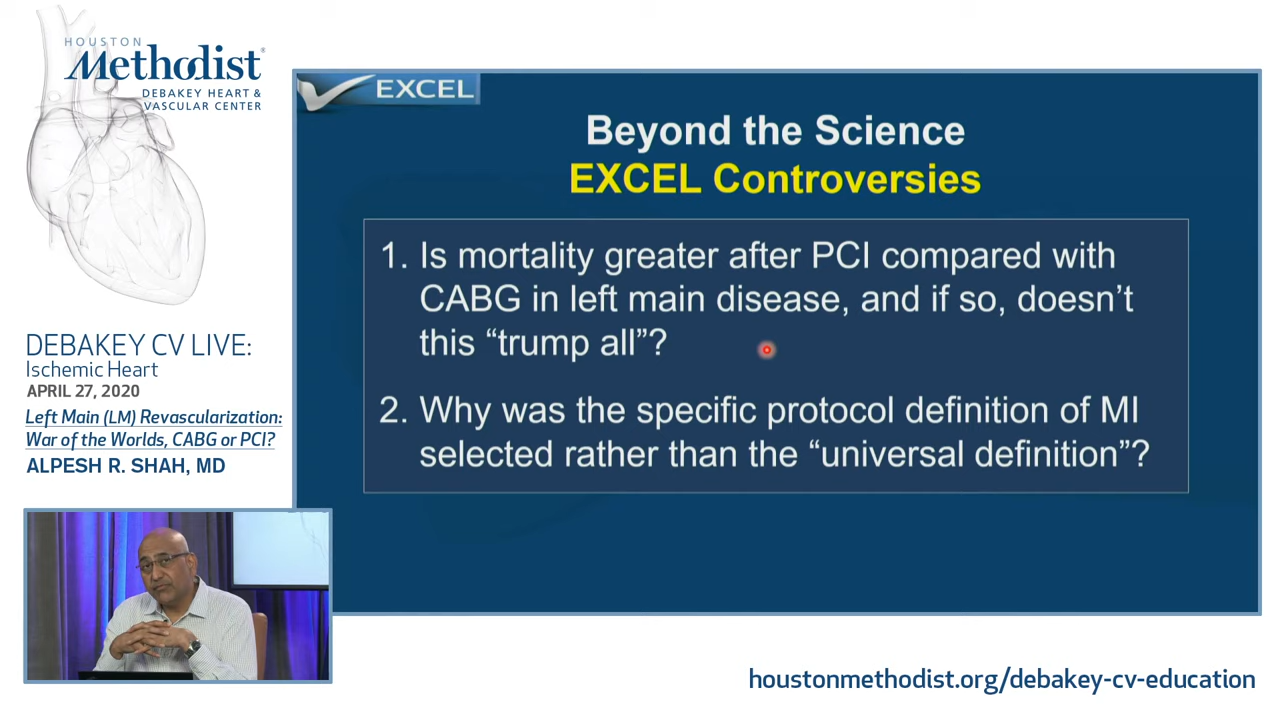 HOUSTON
Methodist®
DEBAKEY HEART &
VASCULAR CENTER
DEBAKEY CV LIVE:
Ischemic Heart
APRIL 27, 2020
Left Main (LM) Revascularization:
War of the Worlds, CABG or PCI?
ALPESH R. SHAH, MD
EXCEL
Beyond the Science
EXCEL Controversies
1. Is mortality greater after PCI compared with
CABG in left main disease, and if so, doesn’t
this “trump all”?
2. Why was the specific protocol definition of MI
selected rather than the “universal definition”?
houstonmethodist.org/debakey-cv-education